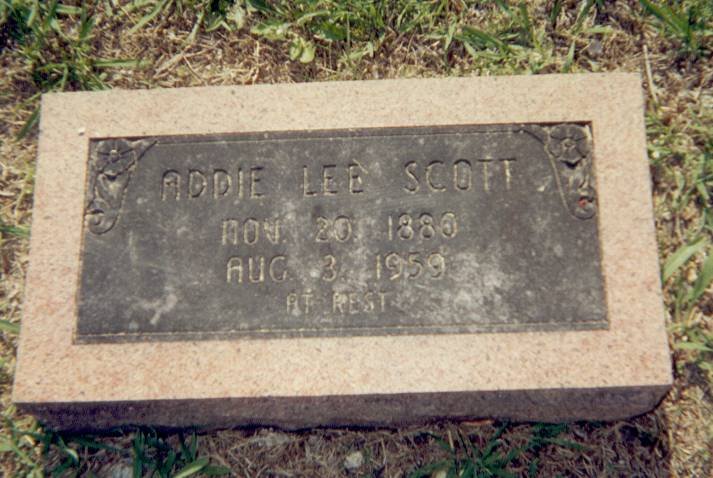 ADDIE LEE SCOTT
NOV. 20, 1880
AUG. 3, 1959
AT REST